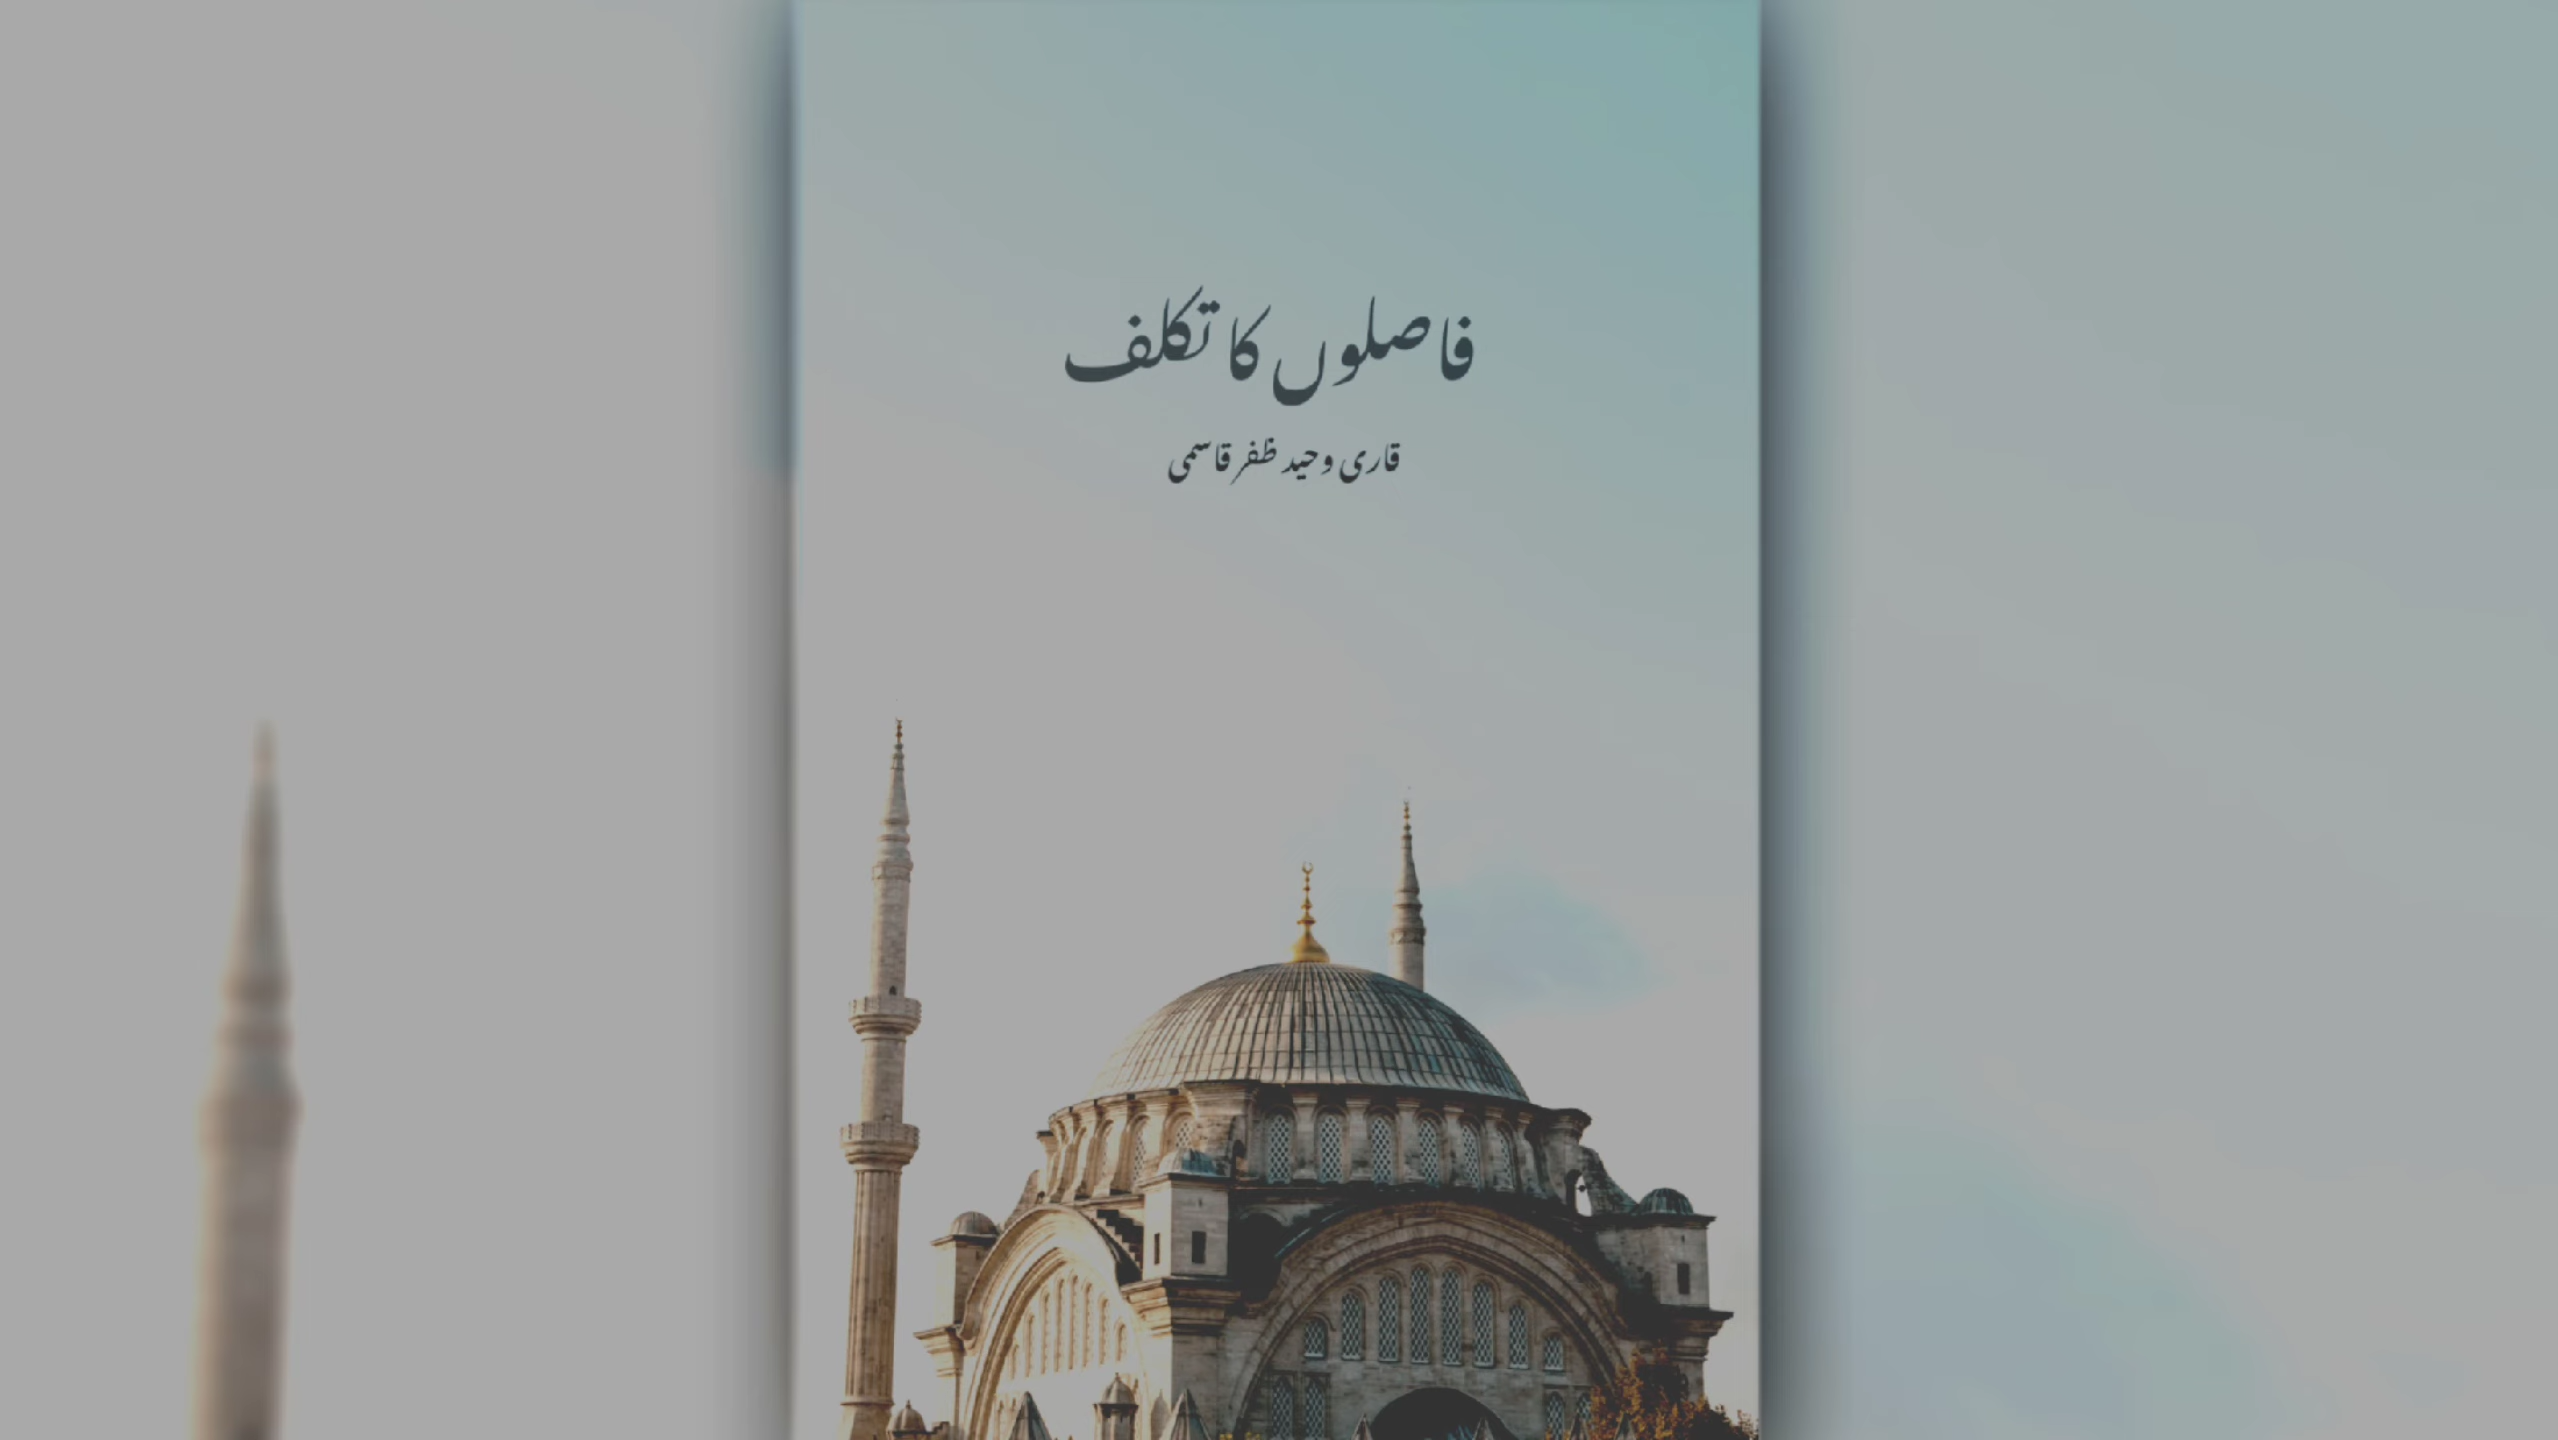 فاصلوں کا تکلف
قاری وحید ظفر قاسمی